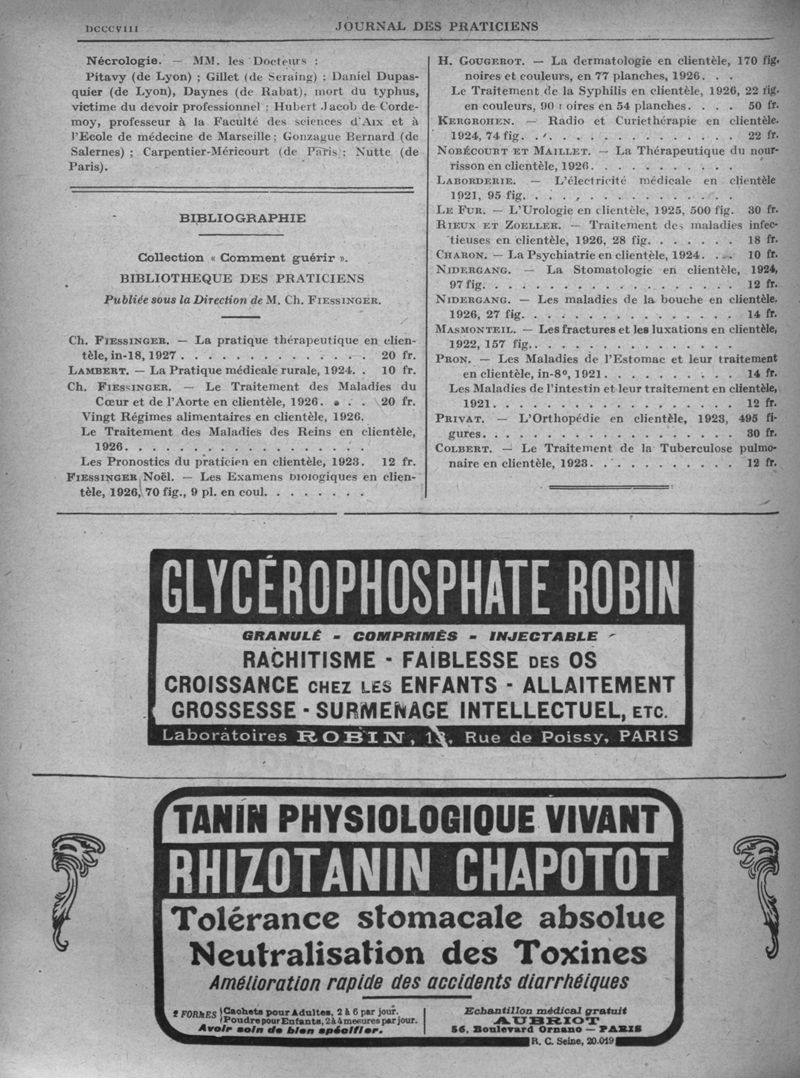 DCCCVIII
JOURNAL DES PRATICIENS
Nécrologie. — MM. les Docteurs :
Pitavy (de Lyon) ; Gillet (de Seraing) ; Daniel Dupas-
quier (de Lyon), Daynes (de Rabat), mort du typhus,
victime du devoir professionnel ; Hubert Jacob de Corde-
moy, professeur à la Faculté des sciences d'Aix et à
l'Ecole de médecine de Marseille ; Gonzague Bernard (de
Salernes) ; Carpentier-Méricourt (de Paris ; Nutte (de
Paris).
BIBLIOGRAPHIE
Collection « Comment guérir ».
BIBLIOTHEQUE DES PRATICIENS
Publiée sous la Direction de M. Ch. FIESSINGER.
Ch. FIESSINGER. — La pratique thérapeutique en clien-
tèle, in-18, 1927 . . . . . . . . . . . . . 20 fr.
LAMBERT. — La Pratique médicale rurale, 1924. . 10 fr.
Ch. FIESSINGER. — Le Traitement des Maladies du
Cœur et de l'Aorte en clientèle, 1926. . . . 20 fr.
Vingt Régimes alimentaires en clientèle, 1926.
Le Traitement des Maladies des Reins en clientèle,
1926. . . . . . . . . . . . . . . . . .
Les Pronostics du praticien en clientèle, 1923. 12 fr.
FIESSINGER Noël. — Les Examens biologiques en clien-
tèle, 1926, 70 fig., 9 pl. en coul. . . . . . . .
H. GOUGEROT. — La dermatologie en clientèle, 170 fig.
noires et couleurs, en 77 planches, 1926. . .
Le Traitement de la Syphilis en clientèle, 1926, 22 fig.
en couleurs, 90 noires en 54 planches. . . . 50 fr.
KERGROHEN. — Radio et Curiethérapie en clientèle.
1924, 74 fig. . . . . . . . . . . . . . . 22 fr.
NOBÉCOURT ET MAILLET. — La Thérapeutique du nour-
risson en clientèle, 1926. . . . . . . . . . .
LABORDERIE. — L'électricité médicale en clientèle
1921, 95 fig. . . . . . . . . . . . . . .
LE FUR. — L'Urologie en clientèle, 1925, 500 fig. 30 fr.
RIEUX ET ZOELLER. — Traitement des maladies infec-
tieuses en clientèle, 1926, 28 fig. . . . . . . 18 fr.
CHARON. — La Psychiatrie en clientèle, 1924. . . . 10 fr.
NIDERGANG. — La Stomatologie en clientèle, 1924,
97 fig. . . . . . . . . . . . . . . . . 12 fr.
NIDERGANG. — Les maladies de la bouche en clientèle.
1926, 27 fig. . . . . . . . . . . . . . . 14 fr.
MASMONTEIL. — Les fractures et les luxations en clientèle,
1922, 157 fig. . . . . . . . . . . . . . .
PRON. — Les Maladies de l'Estomac et leur traitement
en clientèle, in-8°, 1921 . . . . . . . . . . 14 fr.
Les Maladies de l'intestin et leur traitement en clientèle,
1921. . . . . . . . . . . . . . . . . . 12 fr.
PRIVAT. — L'Orthopédie en clientèle, 1923, 495 fi-
gures. . . . . . . . . . . . . . . . . . 30 fr.
COLBERT. — Le Traitement de la Tuberculose pulmo-
naire en clientèle, 1923. . . . . . . . . . . 12 fr.
GLYCÉROPHOSPHATE ROBIN
GRANULÉ - COMPRIMÉS - INJECTABLE
RACHITISME - FAIBLESSE DES OS
CROISSANCE CHEZ LES ENFANTS - ALLAITEMENT
GROSSESSE - SURMENAGE INTELLECTUEL, ETC.
Laboratoires ROBIN, 13, Rue de Poissy, PARIS
TANIN PHYSIOLOGIQUE VIVANT
RHIZOTANIN CHAPOTOT
Tolérance stomacale absolue
Neutralisation des Toxines
Amélioration rapide des accidents diarrhéiques
2 FORMES { Cachets pour Adultes, 2 à 6 par jour.
Poudre pour Enfants, 2 à 4 mesures par jour.
Avoir soin de bien spécifier.
Echantillon médical gratuit
AUBRIOT
56, Boulevard Ornano — PARIS
R. C. Seine, 20.019